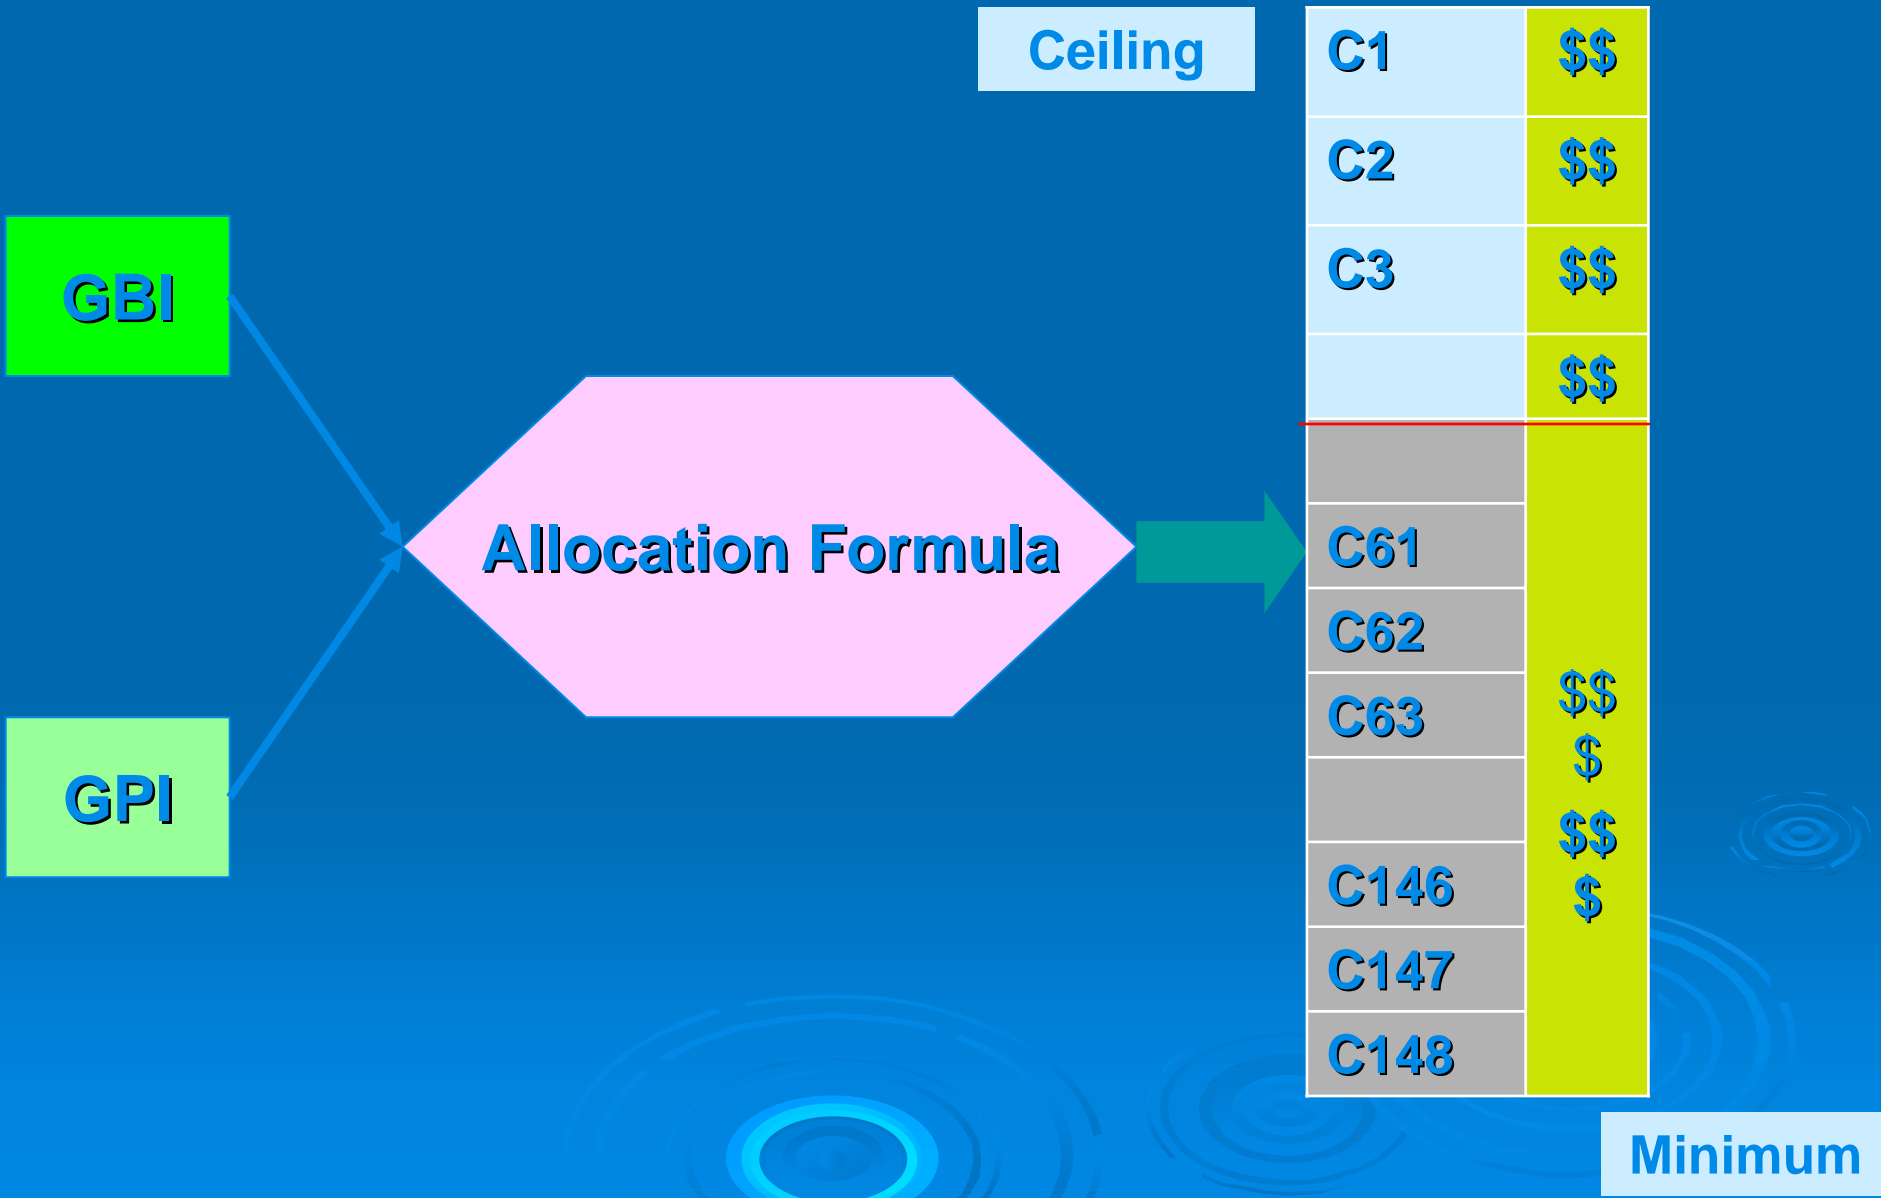 Ceiling
C1 $$
C2 $$
C3 $$
$$
GBI
Allocation Formula
GPI
C61
C62
C63
C146
C147
C148
$$
$
$$
$
Minimum